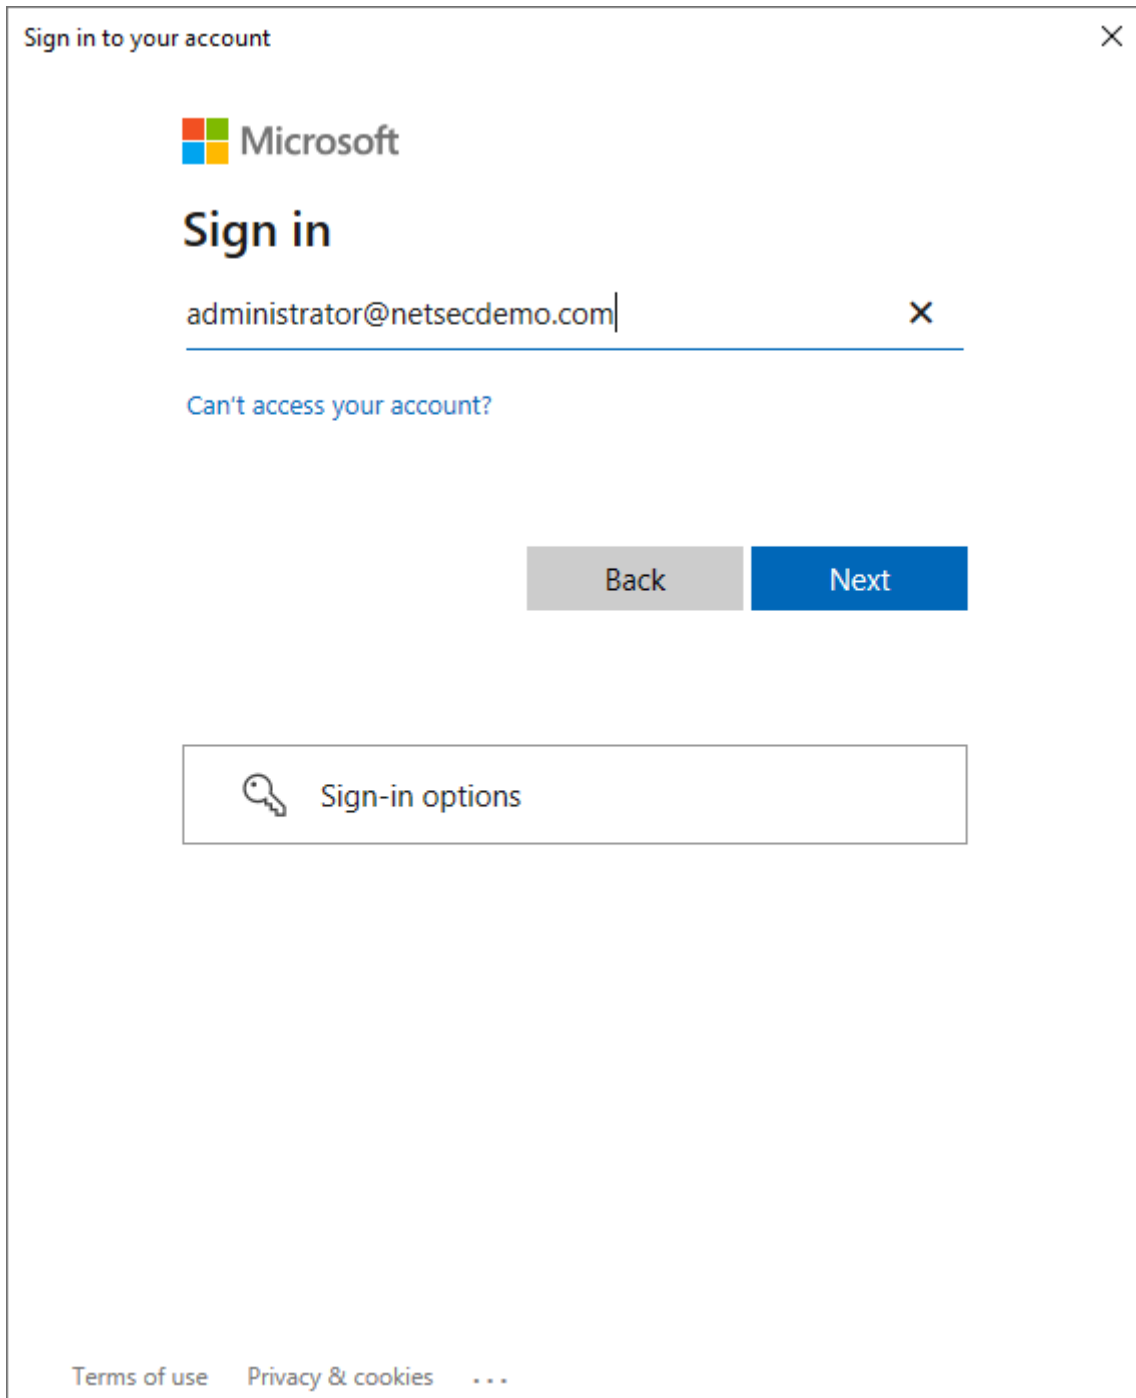 Sign in to your account
Microsoft
Sign in
administrator@netsecdemo.com
Can't access your account?
Back Next
Sign-in options
Terms of use Privacy & cookies ...